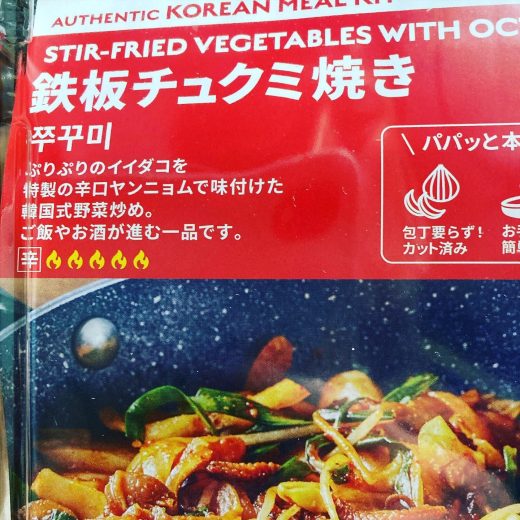 AUTHENTIC KOREAN MEAL KIT
STIR-FRIED VEGETABLES WITH OC
鉄板チュクミ焼き
쭈꾸미
ぷりぷりのイイダコを
特製の辛口ヤンニョムで味付けた
韓国式野菜炒め。
ご飯やお酒が進む一品です。
辛
\ パパッと本
包丁要らず！
カット済み
お手
簡単